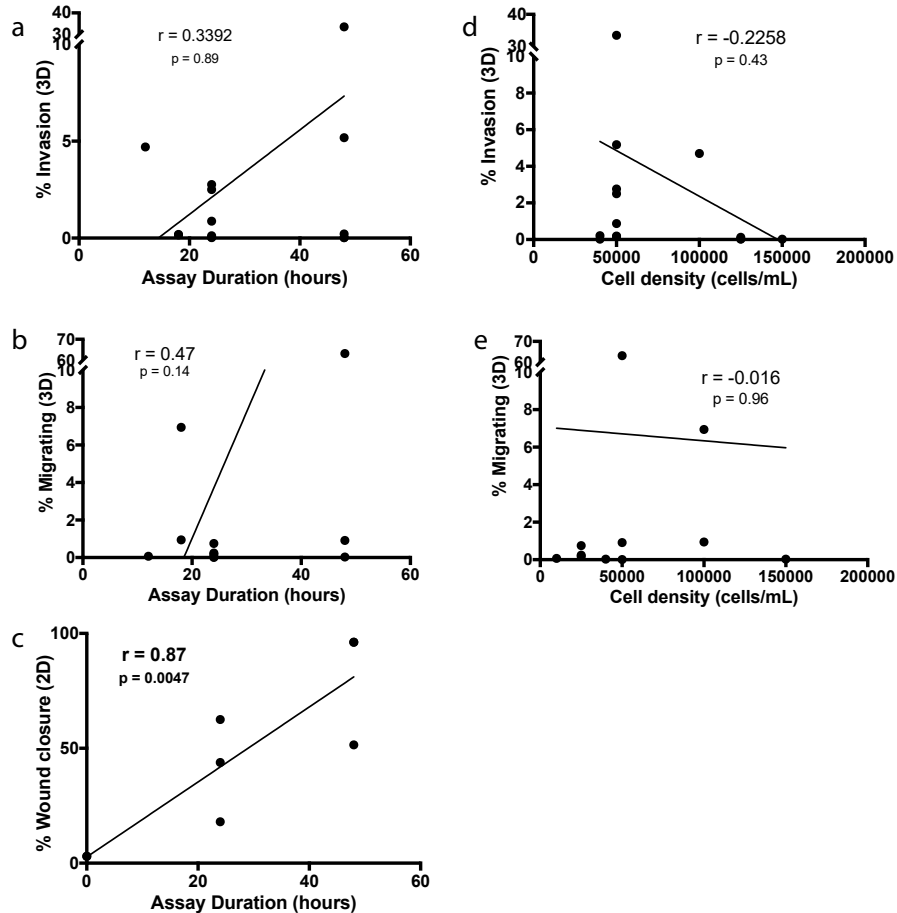 a
r = 0.3392
p = 0.89
% Invasion (3D)
40
30
10
5
0
0 20 40 60
Assay Duration (hours)
d
r = -0.2258
p = 0.43
% Invasion (3D)
40
30
10
8
6
4
2
0
0 50000 100000 150000 200000
Cell density (cells/mL)
b
r = 0.47
p = 0.14
% Migrating (3D)
70
60
10
8
6
4
2
0
0 20 40 60
Assay Duration (hours)
e
r = -0.016
p = 0.96
% Migrating (3D)
70
60
10
8
6
4
2
0
0 50000 100000 150000 200000
Cell density (cells/mL)
c
r = 0.87
p = 0.0047
% Wound closure (2D)
100
50
0
0 20 40 60
Assay Duration (hours)